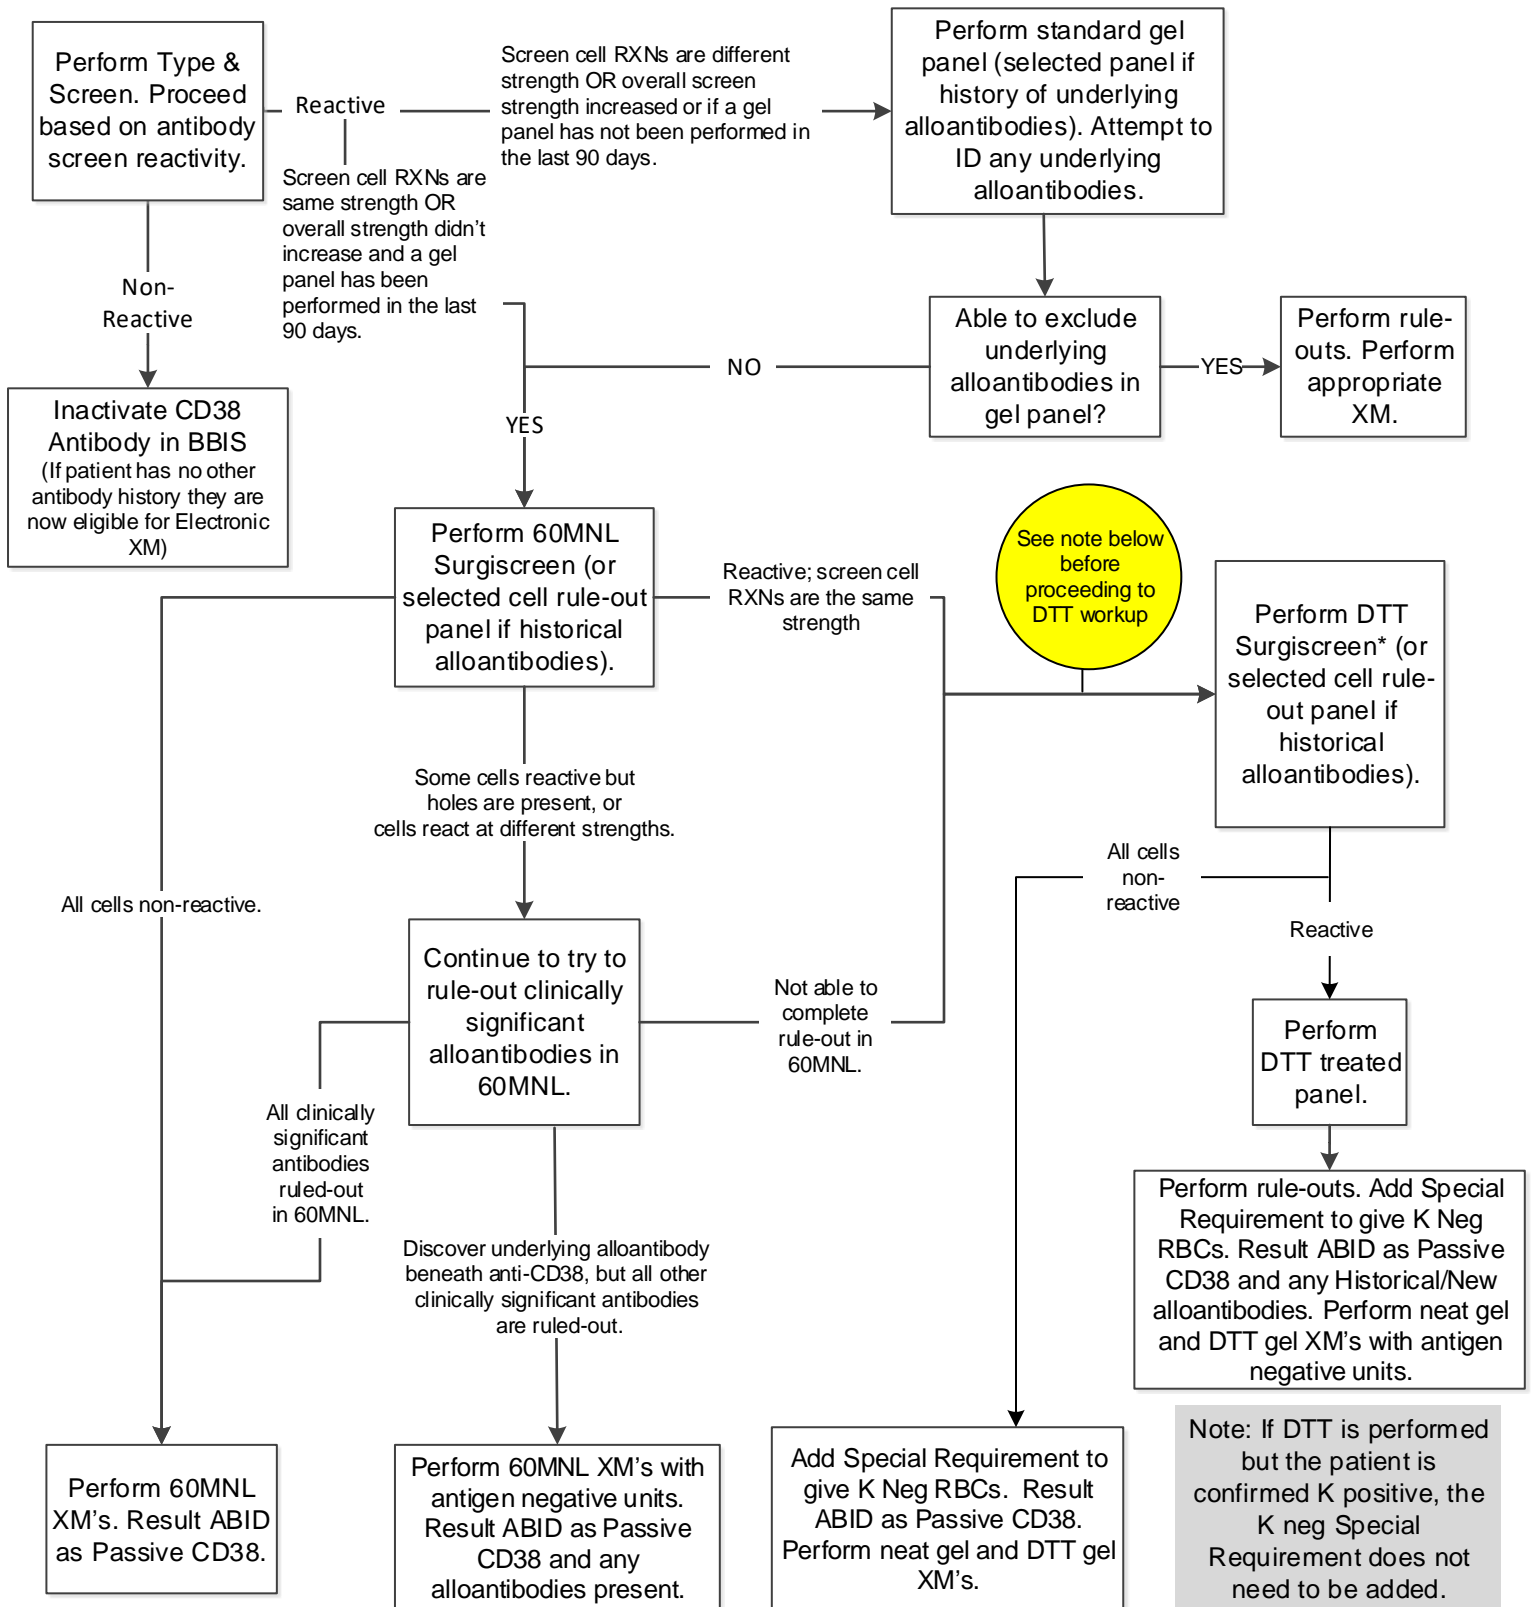 Perform Type &
Screen. Proceed
based on antibody
screen reactivity.
Reactive
Screen cell RXNs are different
strength OR overall screen
strength increased or if a gel
panel has not been performed in
the last 90 days.
Perform standard gel
panel (selected panel if
history of underlying
alloantibodies). Attempt to
ID any underlying
alloantibodies.
Screen cell RXNs are
same strength OR
overall strength didn't
increase and a gel
panel has been
performed in the last
90 days.
Non-
Reactive
Able to exclude
underlying
alloantibodies in
gel panel?
YES
Perform rule-
outs. Perform
appropriate
XM.
NO
YES
Inactivate CD38
Antibody in BBIS
(If patient has no other
antibody history they are
now eligible for Electronic
XM)
Perform 60MNL
Surgiscreen (or
selected cell rule-out
panel if historical
alloantibodies).
Reactive; screen cell
RXNs are the same
strength
See note below
before
proceeding to
DTT workup
Perform DTT
Surgiscreen* (or
selected cell rule-
out panel if
historical
alloantibodies).
Some cells reactive but
holes are present, or
cells react at different strengths.
All cells non-reactive.
All cells
non-
reactive
Reactive
Continue to try to
rule-out clinically
significant
alloantibodies in
60MNL.
Not able to
complete
rule-out in
60MNL.
Perform
DTT treated
panel.
All clinically
significant
antibodies
ruled-out
in 60MNL.
Discover underlying alloantibody
beneath anti-CD38, but all other
clinically significant antibodies
are ruled-out.
Perform rule-outs. Add Special
Requirement to give K Neg
RBCs. Result ABID as Passive
CD38 and any Historical/New
alloantibodies. Perform neat gel
and DTT gel XM's with antigen
negative units.
Perform 60MNL
XM's. Result ABID
as Passive CD38.
Perform 60MNL XM's with
antigen negative units.
Result ABID as Passive
CD38 and any
alloantibodies present.
Add Special Requirement to
give K Neg RBCs. Result
ABID as Passive CD38.
Perform neat gel and DTT gel
XM's.
Note: If DTT is performed
but the patient is
confirmed K positive, the
K neg Special
Requirement does not
need to be added.